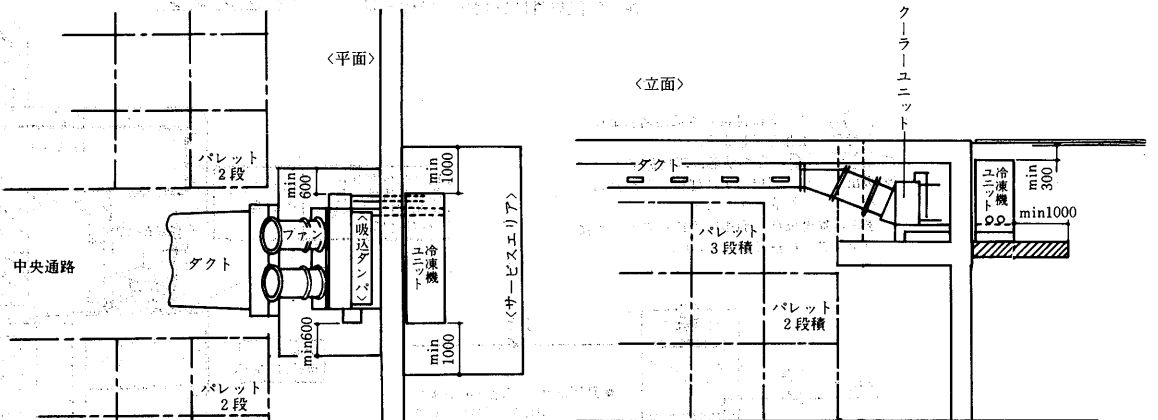 〈平面〉
パレット
2段
min
600
min
1000
〈サービスエリア〉
ファン
〈吸込ダンパ〉
冷凍機
ユニット
ダクト
中央通路
min600
min
1000
パレット
2段
クーラーユニット
〈立面〉
ダクト
冷凍機
ユニット
min
300
min1000
パレット
3段積
パレット
2段積